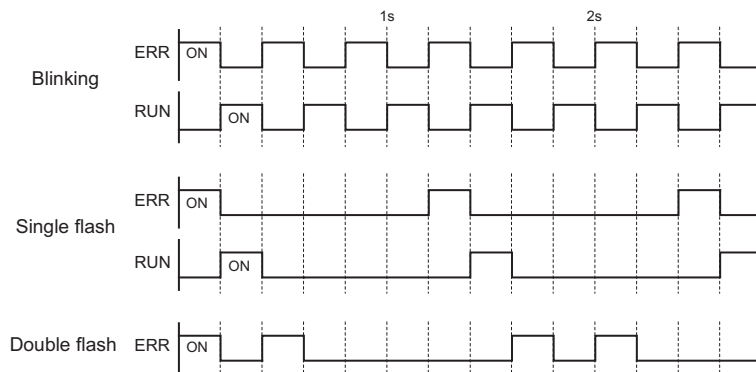 1s 2s
ERR ON
Blinking
RUN ON
ERR ON
Single flash
RUN ON
Double flash ERR ON